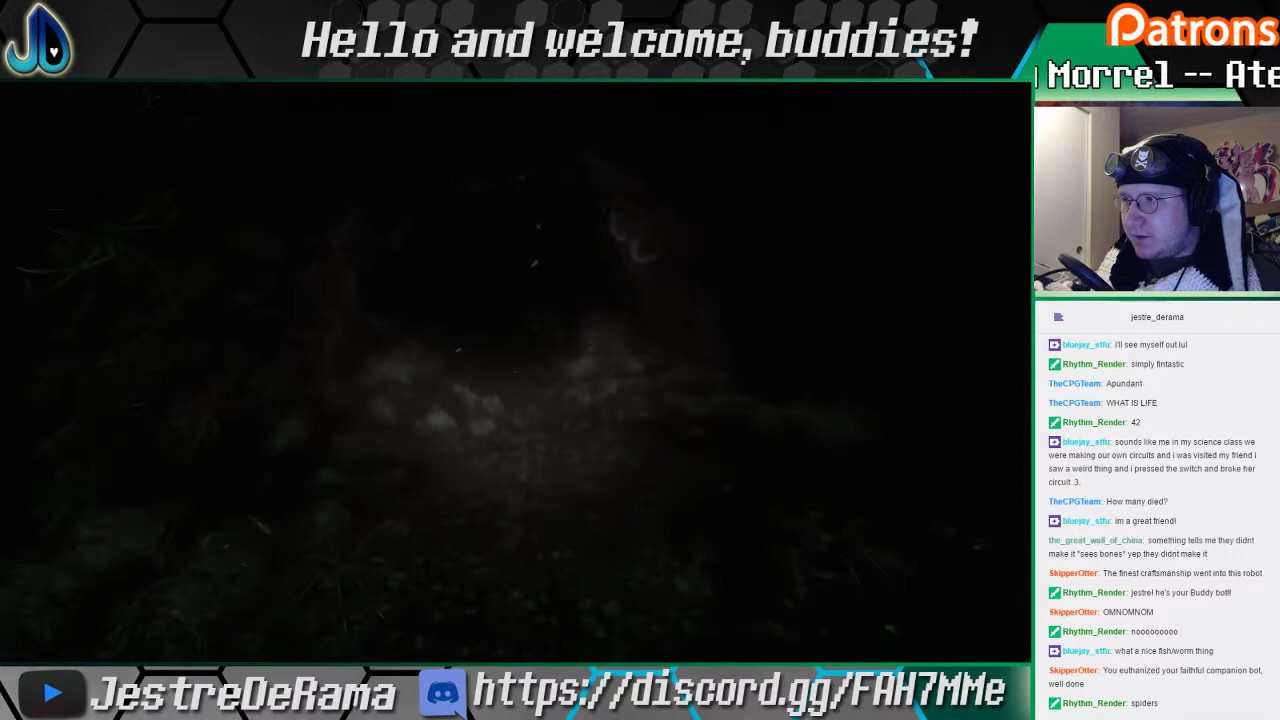 Hello and welcome, buddies!
Patrons
Morrel -- Ate
JD
jestre_derama
bluejay_stfu: i'll see myself out lul
Rhythm_Render: simply fintastic
TheCPGTeam: Apundant
TheCPGTeam: WHAT IS LIFE
Rhythm_Render: 42
bluejay_stfu: sounds like me in my science class we
were making our own circuits and i was visited my friend i
saw a weird thing and i pressed the switch and broke her
circuit .3.
TheCPGTeam: How many died?
bluejay_stfu: im a great friend!
the_great_wall_of_china: something tells me they didnt
make it *sees bones* yep they didnt make it
SkipperOtter: The finest craftsmanship went into this robot
Rhythm_Render: jestre! he's your Buddy bot!!
SkipperOtter: OMNOMNOM
Rhythm_Render: nooooooooo
bluejay_stfu: what a nice fish/worm thing
SkipperOtter: You euthanized your faithful companion bot,
well done
Rhythm_Render: spiders
JestreDeRama
https://discord.gg/FAH7MMe